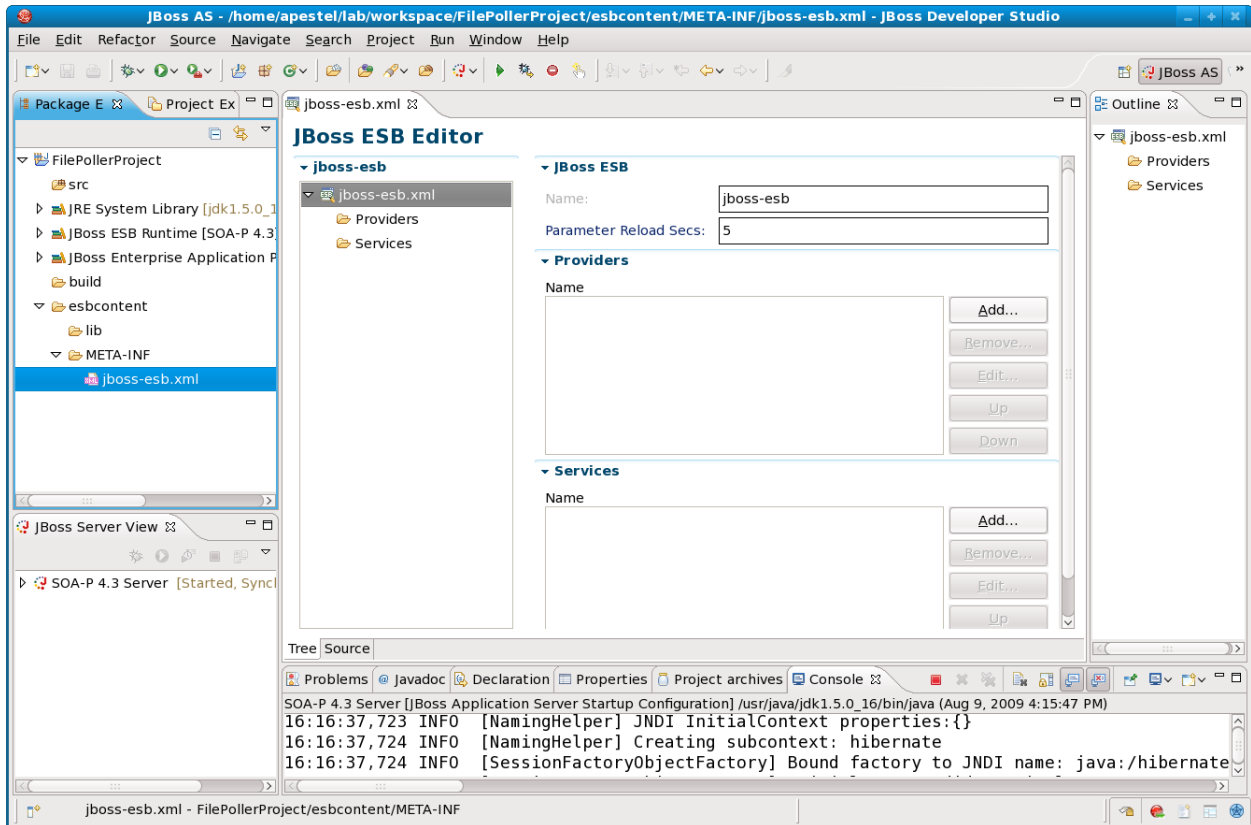 JBoss AS - /home/apestel/lab/workspace/FilePollerProject/esbcontent/META-INF/jboss-esb.xml - JBoss Developer Studio
File Edit Refactor Source Navigate Search Project Run Window Help
JBoss AS
Package E
Project Ex
FilePollerProject
src
JRE System Library [jdk1.5.0_1
JBoss ESB Runtime [SOA-P 4.3
JBoss Enterprise Application P
build
esbcontent
lib
META-INF
jboss-esb.xml
JBoss Server View
SOA-P 4.3 Server [Started, Syncl
jboss-esb.xml
JBoss ESB Editor
jboss-esb
jboss-esb.xml
Providers
Services
JBoss ESB
Name: jboss-esb
Parameter Reload Secs: 5
Providers
Name
Add...
Remove...
Edit...
Up
Down
Services
Name
Add...
Remove...
Edit...
Up
Tree Source
Outline
jboss-esb.xml
Providers
Services
Problems @ Javadoc Declaration Properties Project archives Console
SOA-P 4.3 Server [JBoss Application Server Startup Configuration] /usr/java/jdk1.5.0_16/bin/java (Aug 9, 2009 4:15:47 PM)
16:16:37,723 INFO [NamingHelper] JNDI InitialContext properties:{}
16:16:37,724 INFO [NamingHelper] Creating subcontext: hibernate
16:16:37,724 INFO [SessionFactoryObjectFactory] Bound factory to JNDI name: java:/hibernate
jboss-esb.xml - FilePollerProject/esbcontent/META-INF